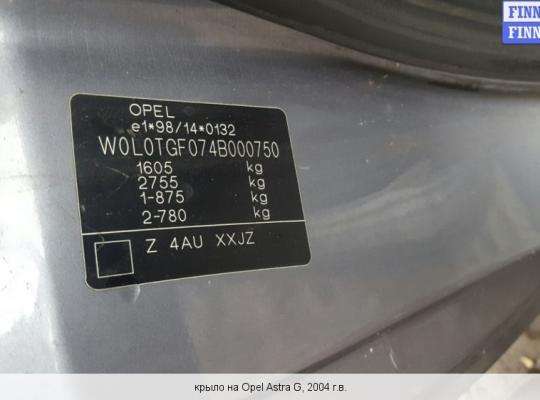 FINN
FINN
OPEL
e1*98/14*0132
W0L0TGF074B000750
1605 kg
2755 kg
1-875 kg
2-780 kg
Z 4AU XXJZ
крыло на Opel Astra G, 2004 г.в.